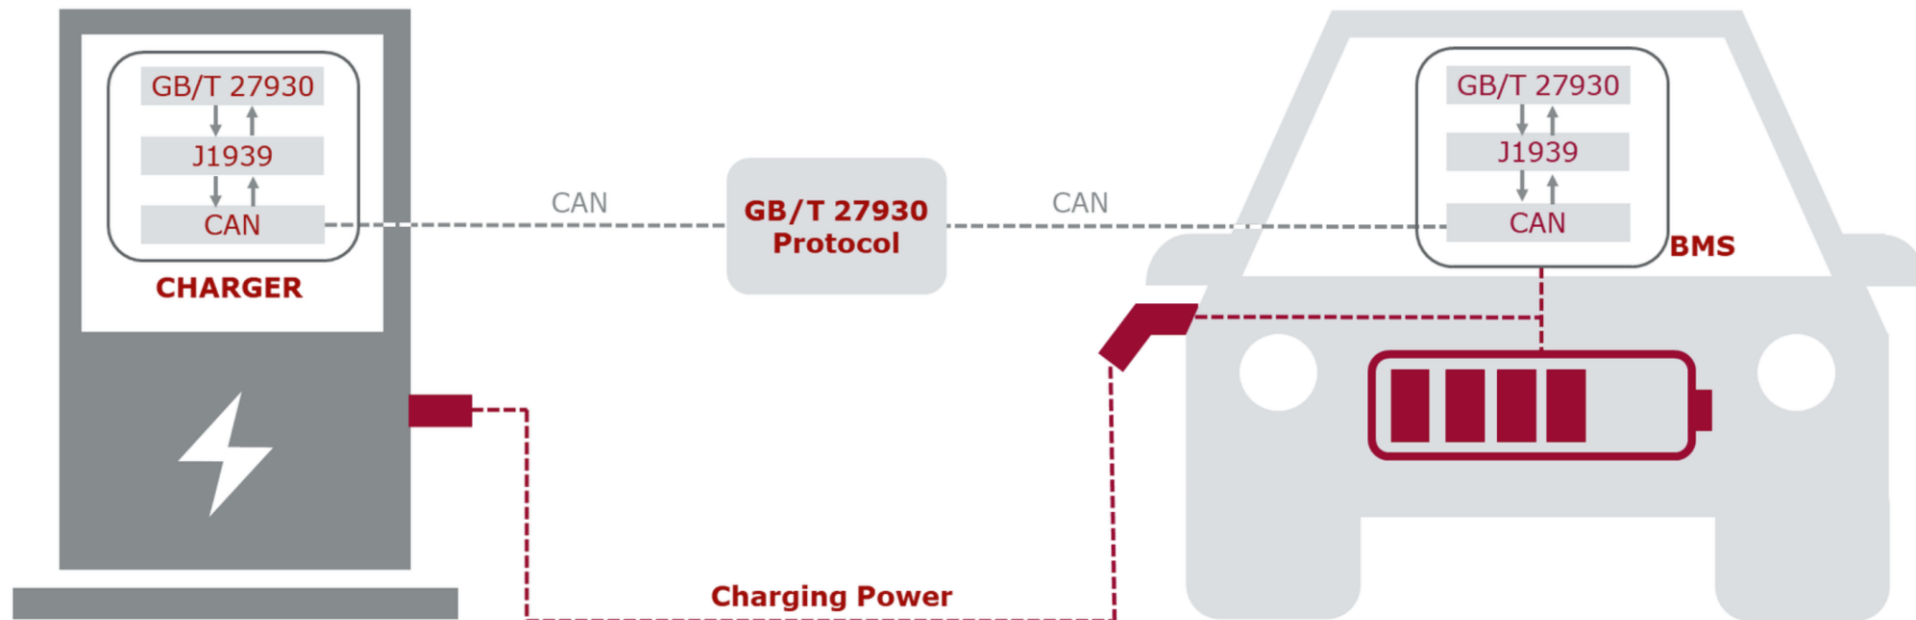 GB/T 27930
J1939
CAN
CHARGER
CAN
GB/T 27930
Protocol
CAN
GB/T 27930
J1939
CAN
BMS
Charging Power